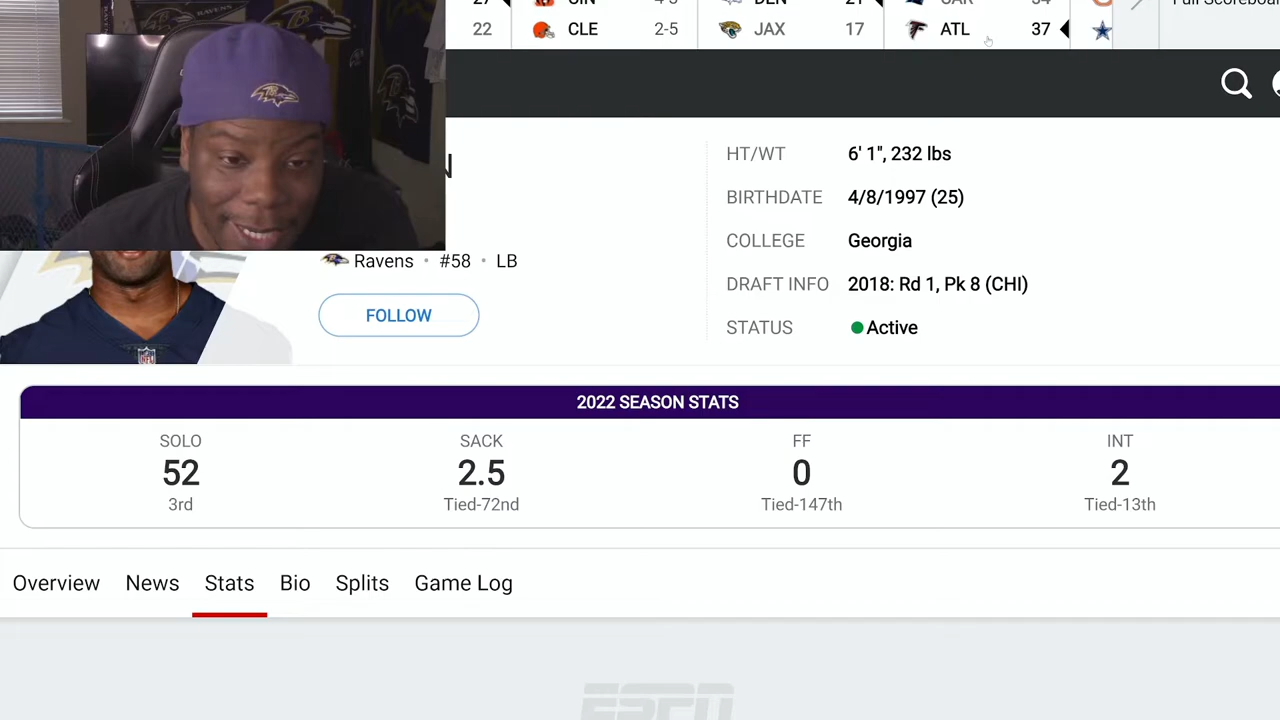 22 CLE 2-5 JAX 17 ATL 37
N
HT/WT 6' 1", 232 lbs
BIRTHDATE 4/8/1997 (25)
COLLEGE Georgia
DRAFT INFO 2018: Rd 1, Pk 8 (CHI)
STATUS Active
Ravens • #58 • LB
FOLLOW
2022 SEASON STATS
SOLO SACK FF INT
52 2.5 0 2
3rd Tied-72nd Tied-147th Tied-13th
Overview News Stats Bio Splits Game Log
ESPN